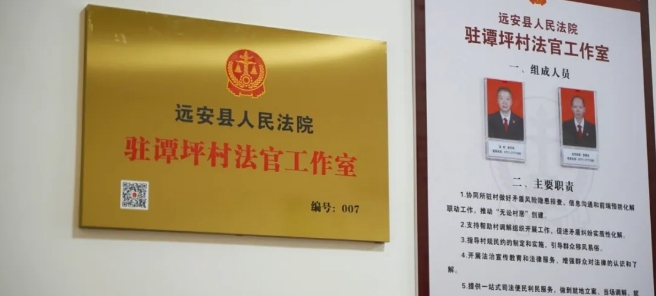 远安县人民法院
驻谭坪村法官工作室
编号：007
远安县人民法院
驻谭坪村法官工作室
一、组成人员
二、主要职责
1.协同所驻村做好矛盾风险隐患排查、信息沟通和前端预防化解
联动工作，推动“无讼村居”创建。
2.支持帮助村调解组织开展工作，促进矛盾纠纷实质性化解。
3.指导村规民约的制定和实施，引导群众移风易俗。
4.开展法治宣传教育和法律服务，增强群众对法律的认识和了
解。
5.提供一站式司法便民利民服务，做到就地立案、当场调解、就